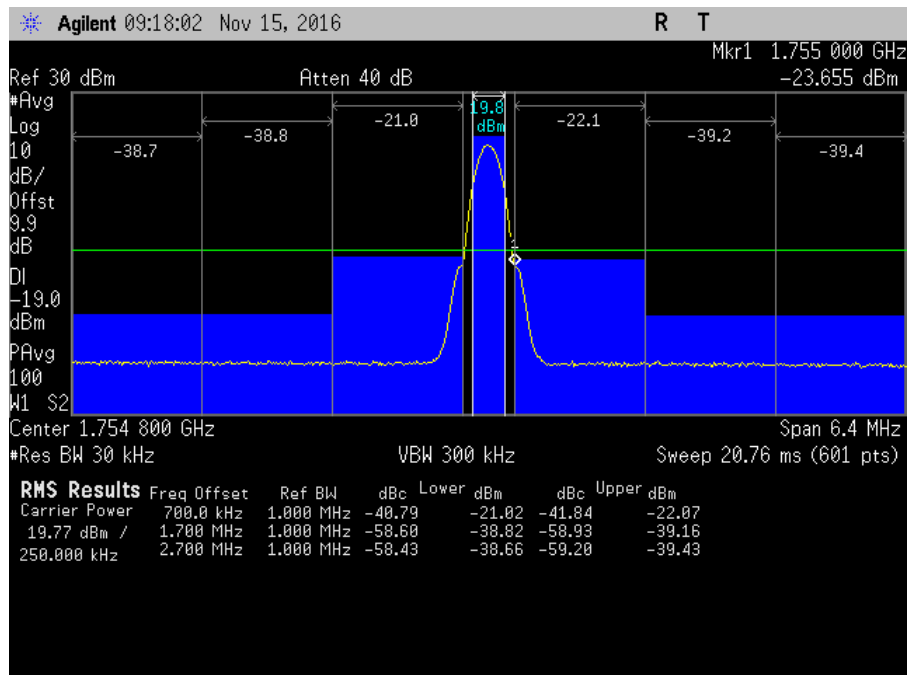 Agilent 09:18:02 Nov 15, 2016 R T
Mkr1 1.755 000 GHz
Ref 30 dBm Atten 40 dB -23.655 dBm
#Avg
Log
10
dB/
Offst
9.9
dB
DI
-19.0
dBm
PAvg
100
W1 S2
-38.7 -38.8 -21.0 19.8 dBm -22.1 -39.2 -39.4
Center 1.754 800 GHz Span 6.4 MHz
#Res BW 30 kHz VBW 300 kHz Sweep 20.76 ms (601 pts)
RMS Results Freq Offset Ref BW dBc Lower dBm dBc Upper dBm
Carrier Power 700.0 kHz 1.000 MHz -40.79 -21.02 -41.84 -22.07
19.77 dBm / 1.700 MHz 1.000 MHz -58.60 -38.82 -58.93 -39.16
250.000 kHz 2.700 MHz 1.000 MHz -58.43 -38.66 -59.20 -39.43